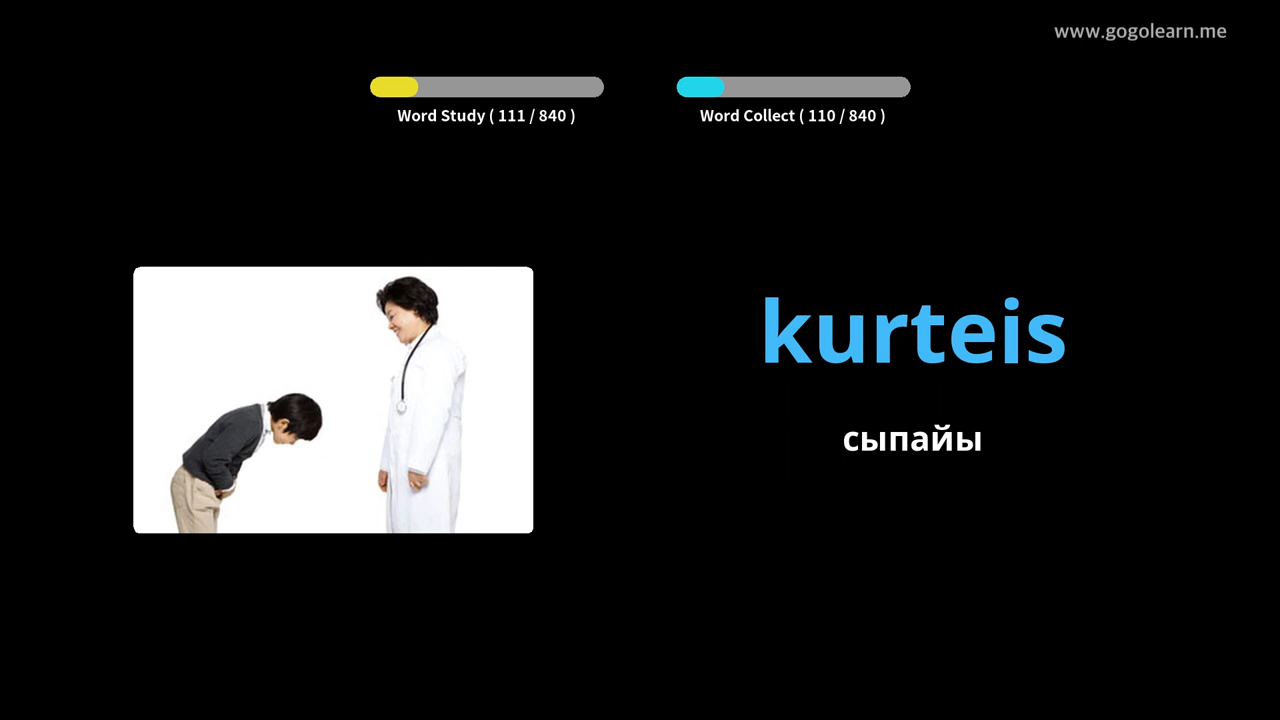 www.gogolearn.me
Word Study ( 111 / 840 )
Word Collect ( 110 / 840 )
kurteis
сыпайы